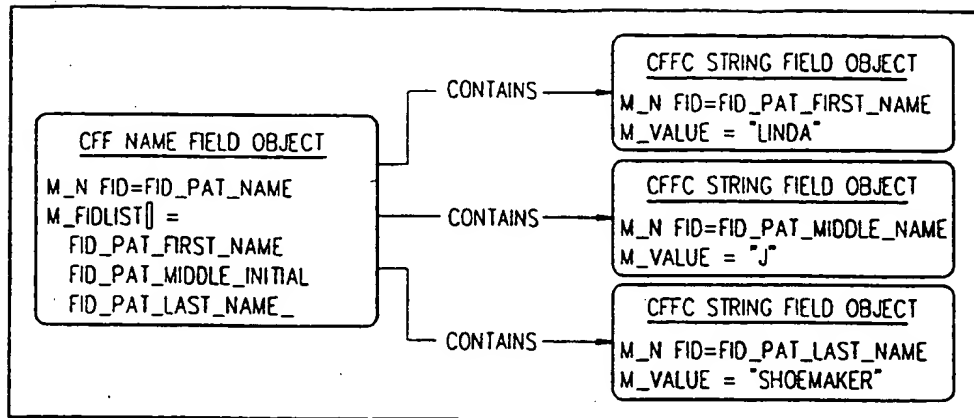 CFF NAME FIELD OBJECT
M_N FID=FID_PAT_NAME
M_FIDLIST[] =
FID_PAT_FIRST_NAME
FID_PAT_MIDDLE_INITIAL
FID_PAT_LAST_NAME_
CONTAINS
CFFC STRING FIELD OBJECT
M_N FID=FID_PAT_FIRST_NAME
M_VALUE = "LINDA"
CONTAINS
CFFC STRING FIELD OBJECT
M_N FID=FID_PAT_MIDDLE_NAME
M_VALUE = "J"
CONTAINS
CFFC STRING FIELD OBJECT
M_N FID=FID_PAT_LAST_NAME
M_VALUE = "SHOEMAKER"